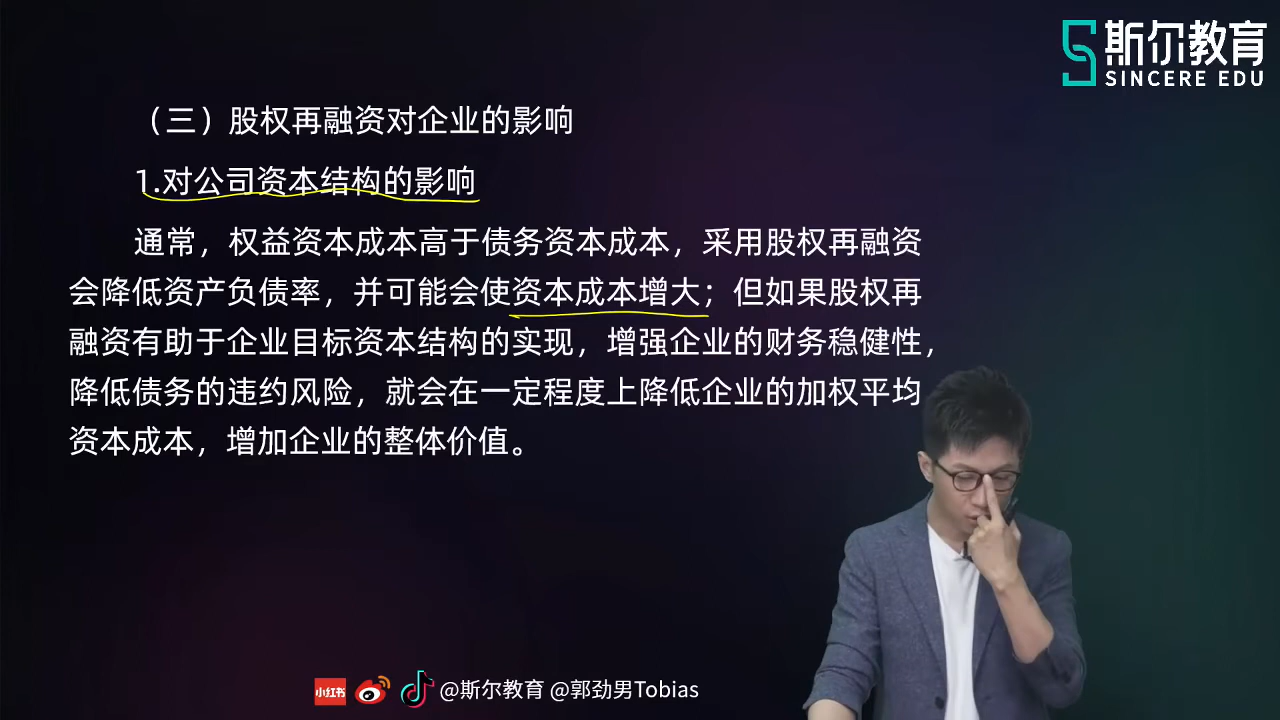 斯尔教育
SINCERE EDU
（三）股权再融资对企业的影响
1.对公司资本结构的影响
通常，权益资本成本高于债务资本成本，采用股权再融资
会降低资产负债率，并可能会使资本成本增大；但如果股权再
融资有助于企业目标资本结构的实现，增强企业的财务稳健性，
降低债务的违约风险，就会在一定程度上降低企业的加权平均
资本成本，增加企业的整体价值。
小红书 @斯尔教育 @郭劲男Tobias